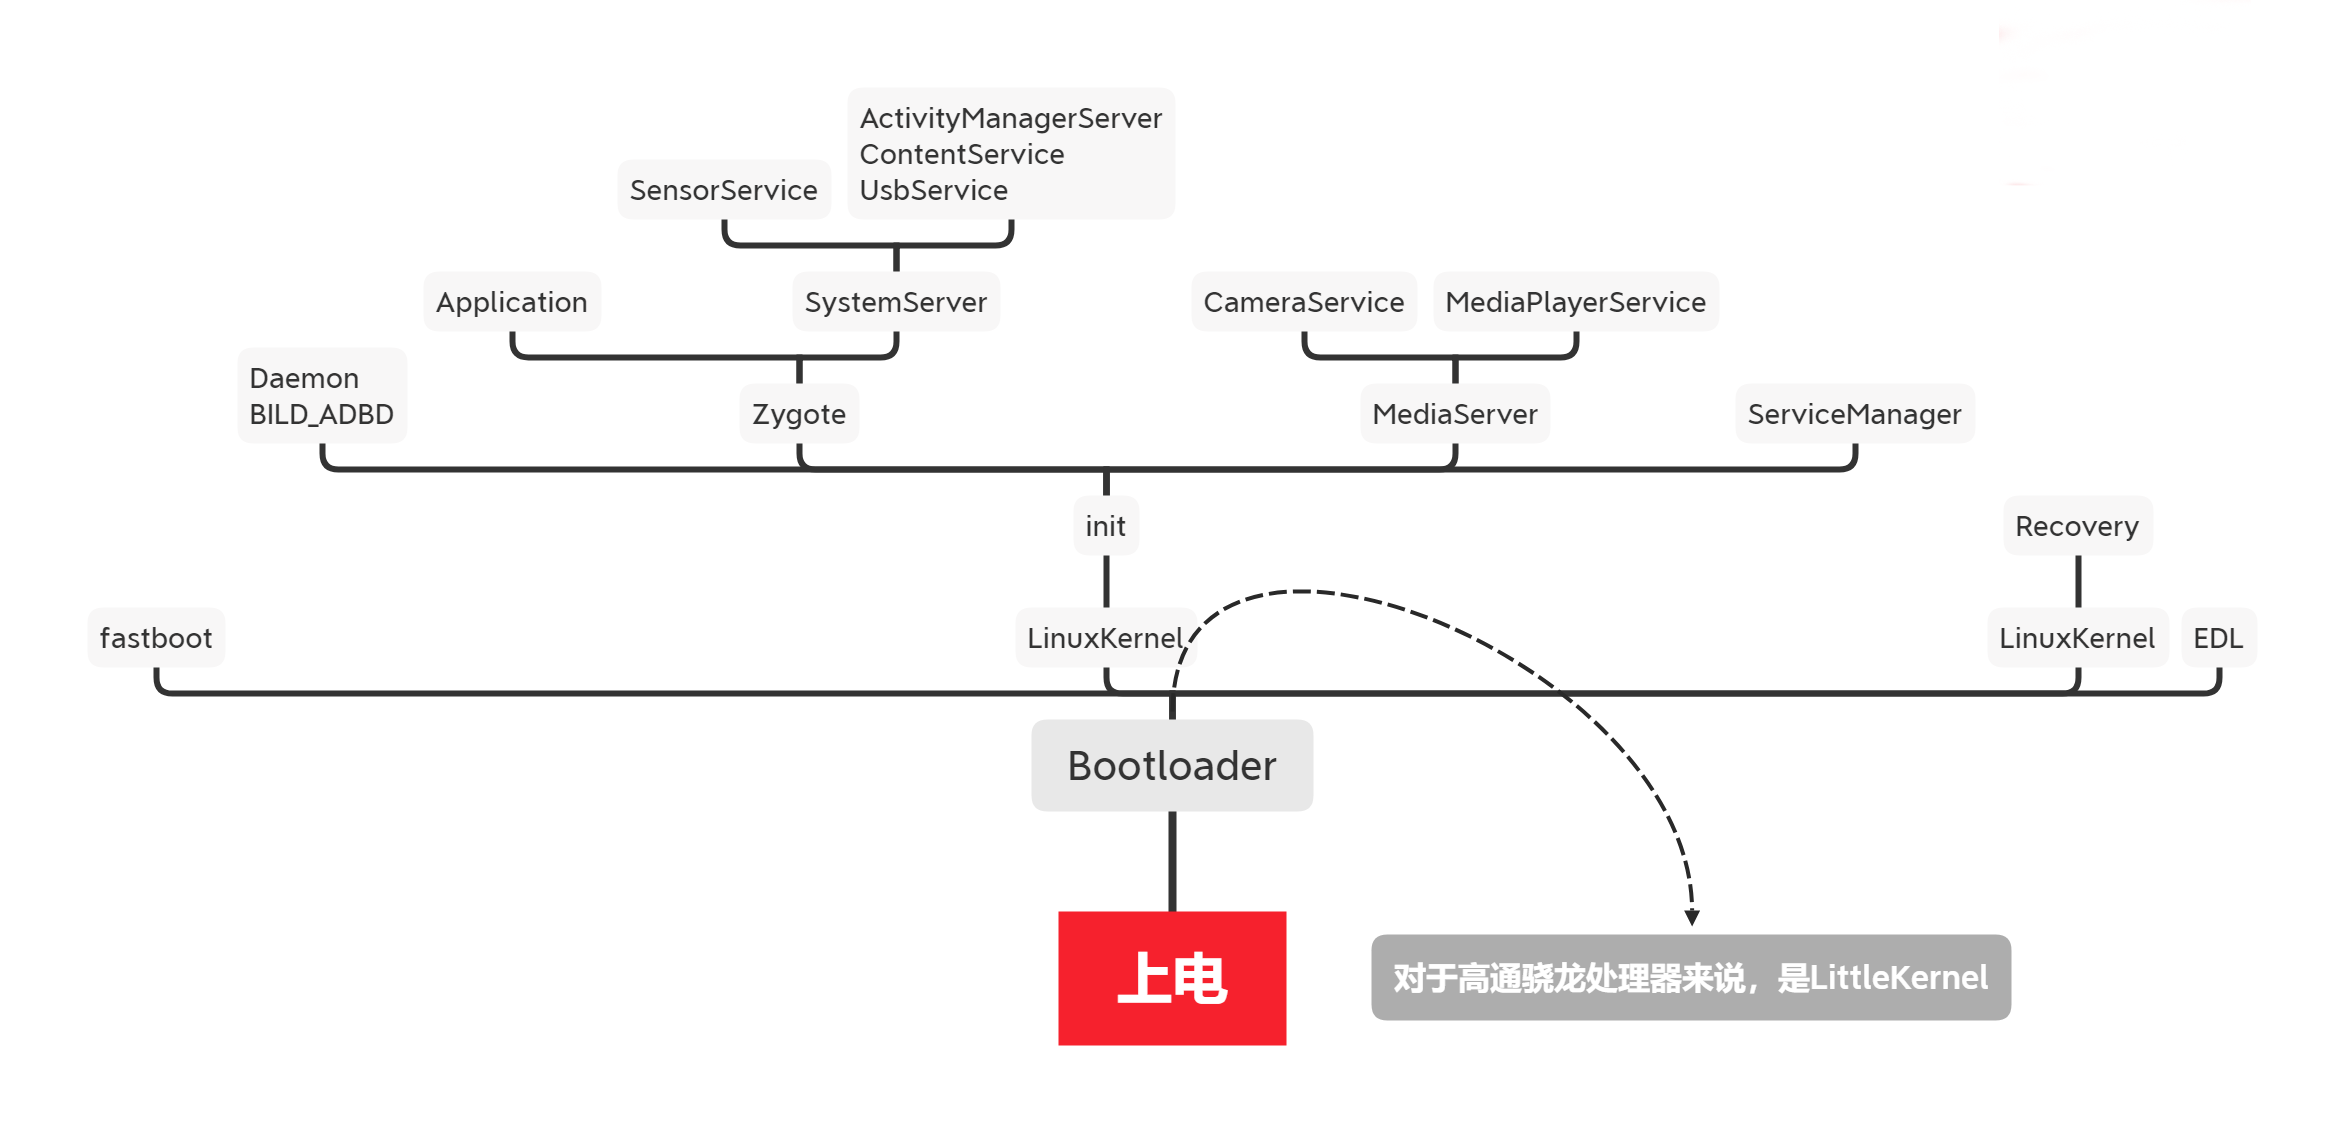 ActivityManagerServer
ContentService
UsbService
SensorService
Application
SystemServer
CameraService
MediaPlayerService
Daemon
BILD_ADBD
Zygote
MediaServer
ServiceManager
init
Recovery
fastboot
LinuxKernel
LinuxKernel
EDL
Bootloader
上电
对于高通骁龙处理器来说，是LittleKernel